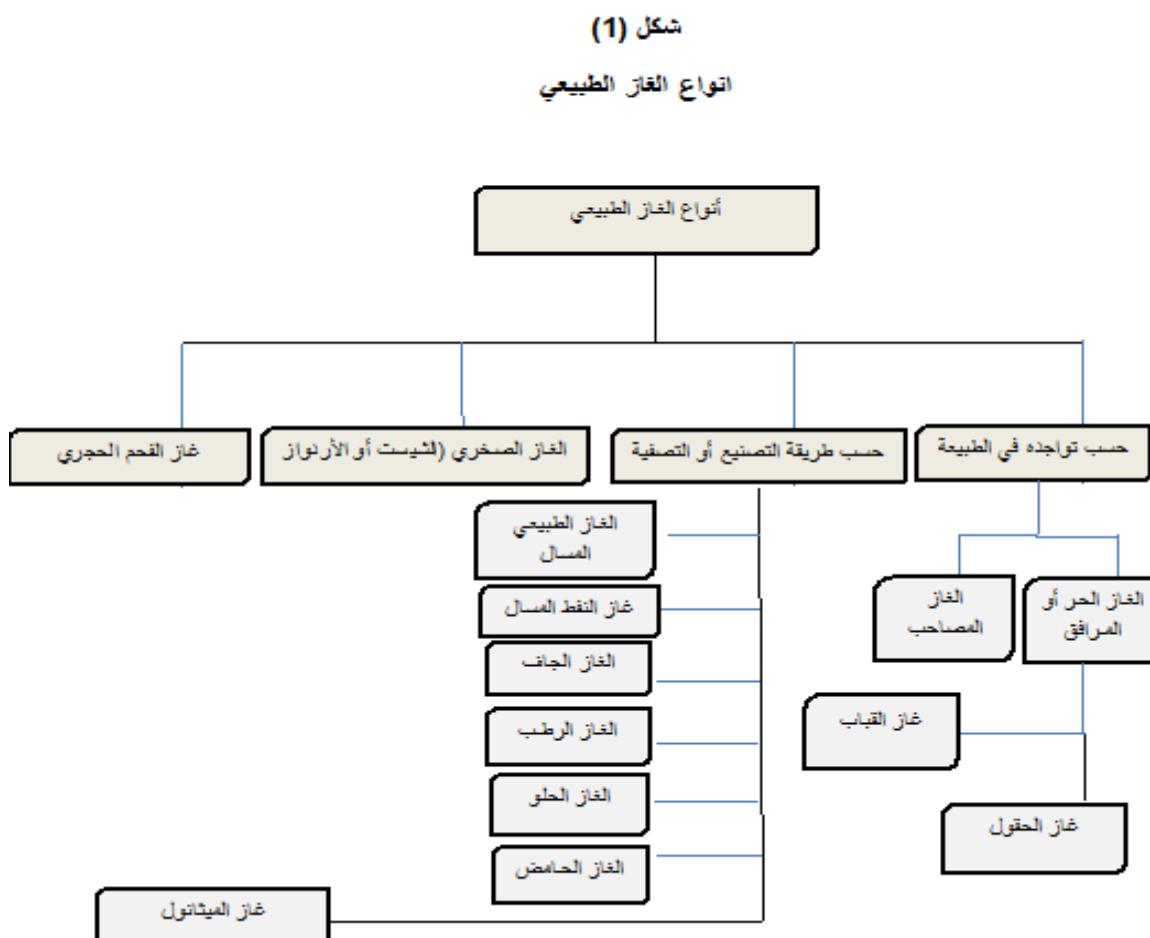 شكل (1)
انواع الغاز الطبيعي
أنواع الغاز الطبيعي
حسب تواجده في الطبيعة
حسب طريقة التصنيع أو التصفية
الغاز الصخري (لشيست أو الأردواز
غاز الفحم الحجري
الغاز الحر أو
المرافق
الغاز
المصاحب
غاز القباب
غاز الحقول
الغاز الطبيعي
المسال
غاز النفط المسال
الغاز الجاف
الغاز الرطب
الغاز الحلو
الغاز الحامض
غاز الميثانول